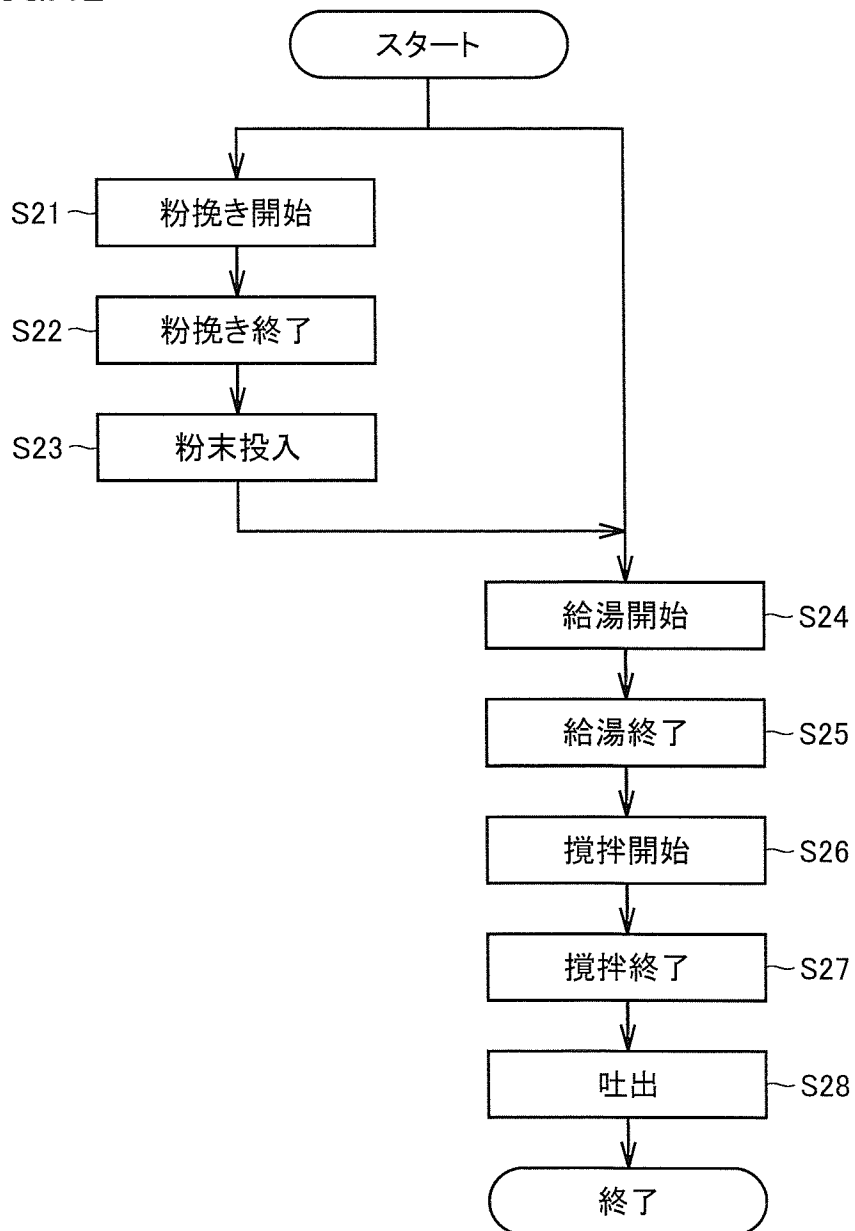 スタート
S21 粉挽き開始
S22 粉挽き終了
S23 粉末投入
給湯開始 S24
給湯終了 S25
撹拌開始 S26
撹拌終了 S27
吐出 S28
終了